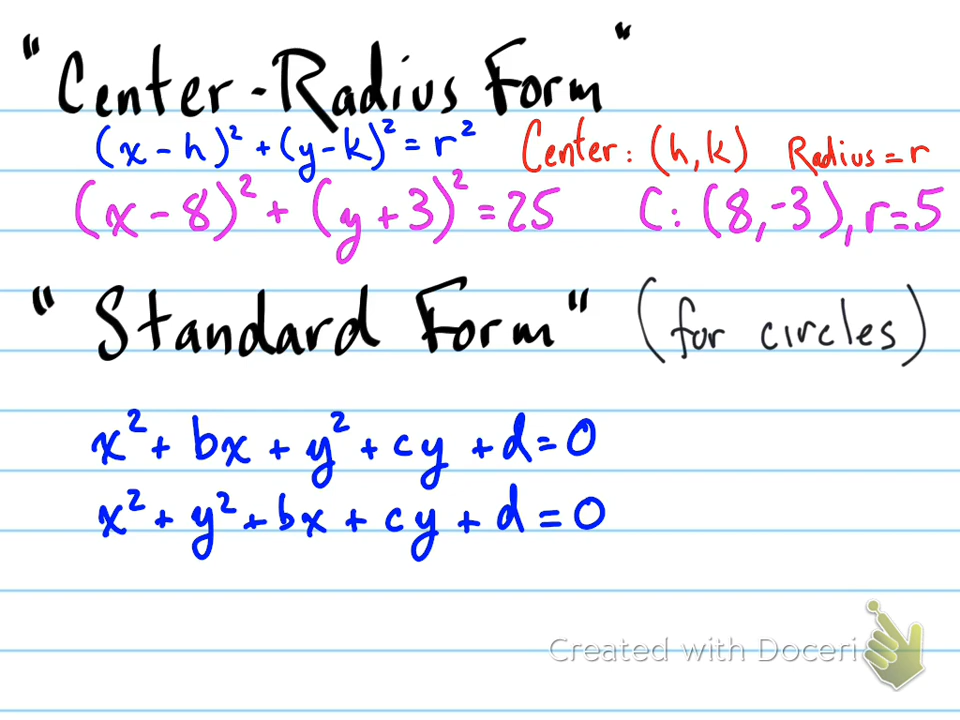 "Center-Radius Form"
(x-h)²+(y-k)²=r² Center: (h,k) Radius=r
(x-8)²+(y+3)²=25 C: (8,-3), r=5
"Standard Form" (for circles)
x²+bx+y²+cy+d=0
x²+y²+bx+cy+d=0
Created with Doceri